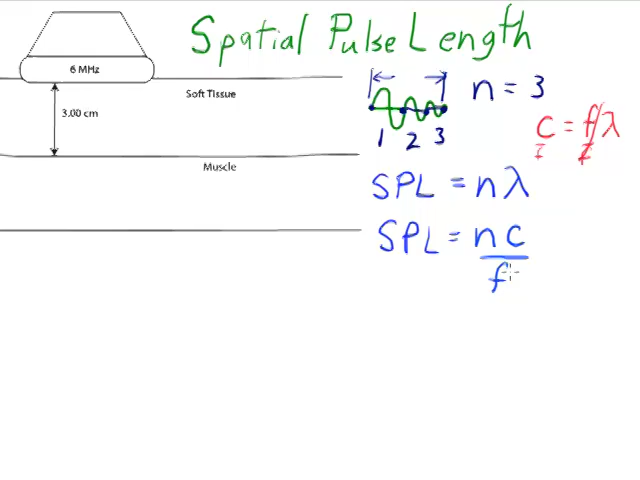 Spatial Pulse Length
6 MHz
Soft Tissue
3.00 cm
n = 3
1 2 3
c = fλ
f
Muscle
SPL = nλ
SPL = nc
f